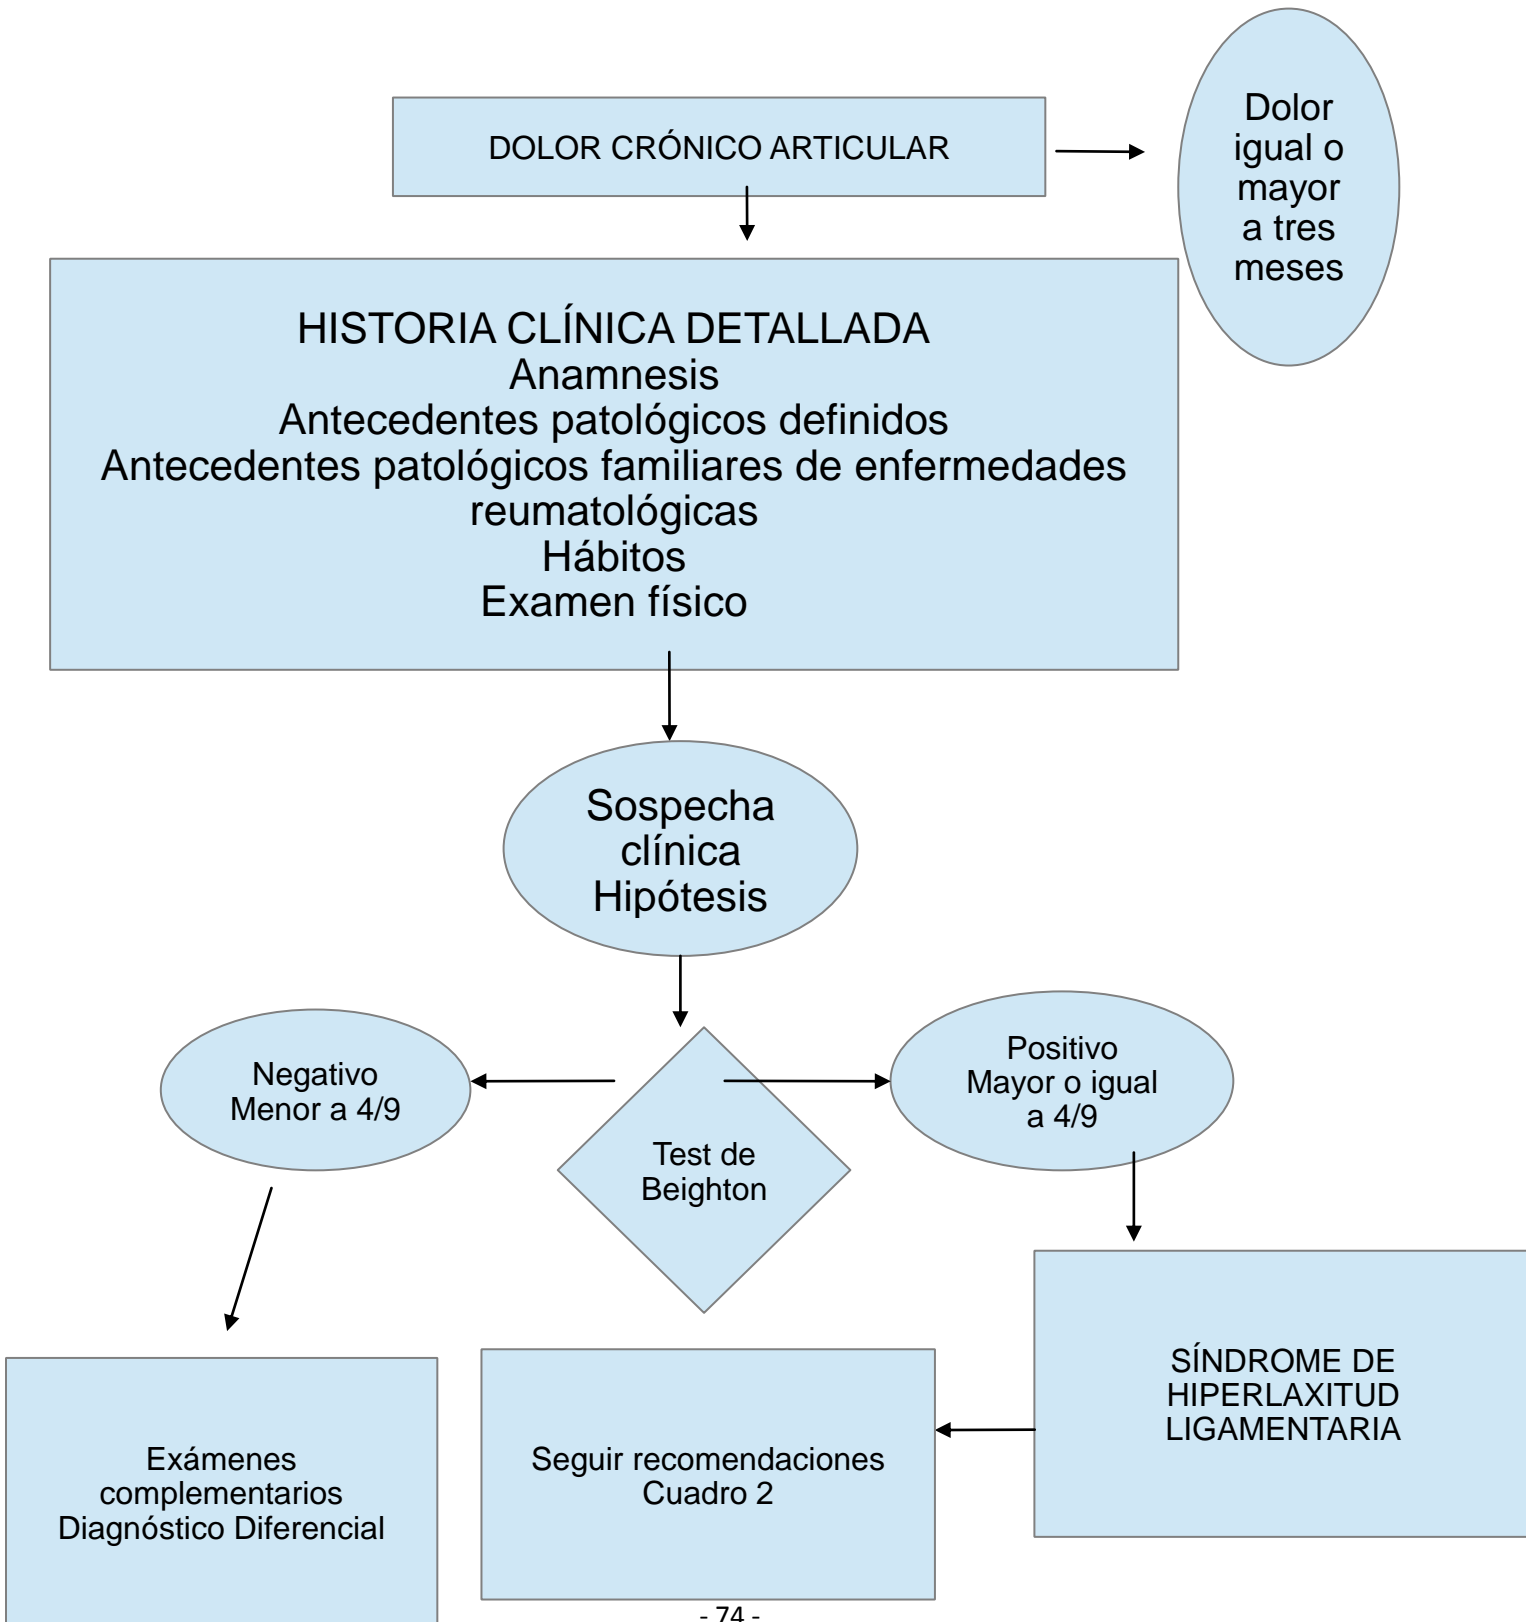 DOLOR CRÓNICO ARTICULAR
Dolor
igual o
mayor
a tres
meses
HISTORIA CLÍNICA DETALLADA
Anamnesis
Antecedentes patológicos definidos
Antecedentes patológicos familiares de enfermedades
reumatológicas
Hábitos
Examen físico
Sospecha
clínica
Hipótesis
Negativo
Menor a 4/9
Test de
Beighton
Positivo
Mayor o igual
a 4/9
Exámenes
complementarios
Diagnóstico Diferencial
Seguir recomendaciones
Cuadro 2
SÍNDROME DE
HIPERLAXITUD
LIGAMENTARIA
- 74 -